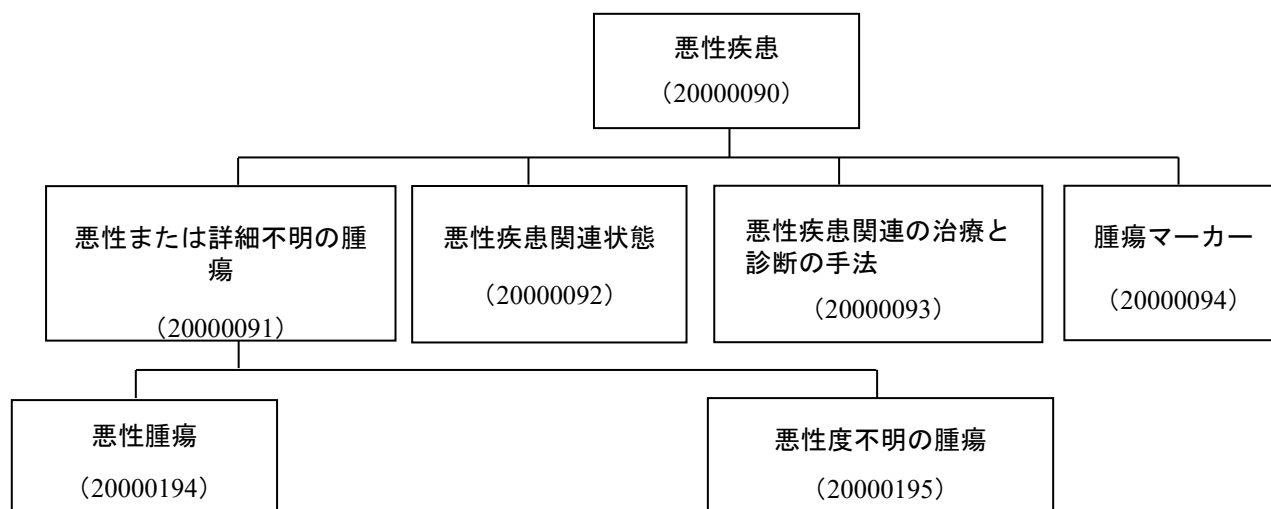 悪性疾患
（20000090）
悪性または詳細不明の腫
瘍
（20000091）
悪性疾患関連状態
（20000092）
悪性疾患関連の治療と
診断の手法
（20000093）
腫瘍マーカー
（20000094）
悪性腫瘍
（20000194）
悪性度不明の腫瘍
（20000195）